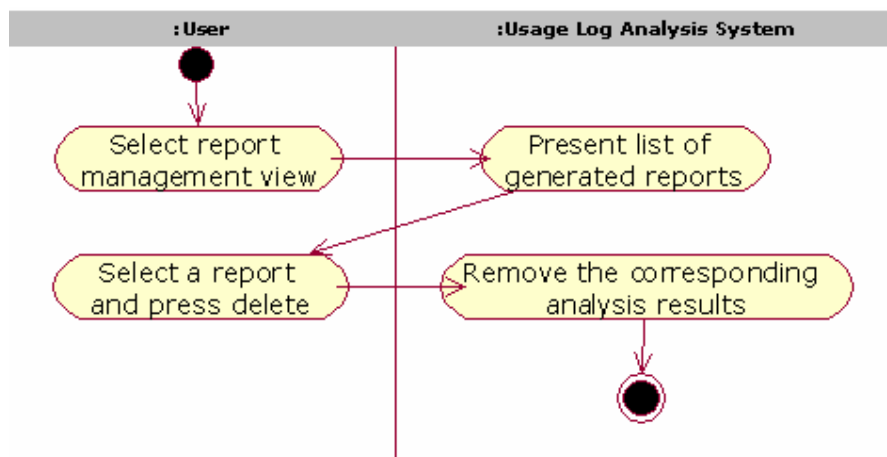 :User
:Usage Log Analysis System
Select report
management view
Present list of
generated reports
Select a report
and press delete
Remove the corresponding
analysis results